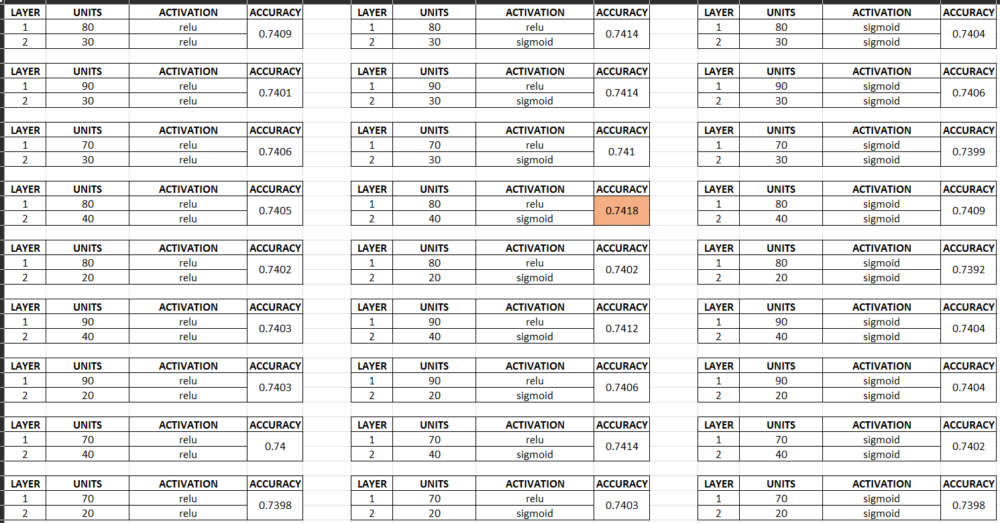 LAYER UNITS ACTIVATION ACCURACY LAYER UNITS ACTIVATION ACCURACY LAYER UNITS ACTIVATION ACCURACY
1 80 relu 0.7409 1 80 relu 0.7414 1 80 sigmoid 0.7404
2 30 relu 2 30 sigmoid 2 30 sigmoid
LAYER UNITS ACTIVATION ACCURACY LAYER UNITS ACTIVATION ACCURACY LAYER UNITS ACTIVATION ACCURACY
1 90 relu 0.7401 1 90 relu 0.7414 1 90 sigmoid 0.7406
2 30 relu 2 30 sigmoid 2 30 sigmoid
LAYER UNITS ACTIVATION ACCURACY LAYER UNITS ACTIVATION ACCURACY LAYER UNITS ACTIVATION ACCURACY
1 70 relu 0.7406 1 70 relu 0.741 1 70 sigmoid 0.7399
2 30 relu 2 30 sigmoid 2 30 sigmoid
LAYER UNITS ACTIVATION ACCURACY LAYER UNITS ACTIVATION ACCURACY LAYER UNITS ACTIVATION ACCURACY
1 80 relu 0.7405 1 80 relu 0.7418 1 80 sigmoid 0.7409
2 40 relu 2 40 sigmoid 2 40 sigmoid
LAYER UNITS ACTIVATION ACCURACY LAYER UNITS ACTIVATION ACCURACY LAYER UNITS ACTIVATION ACCURACY
1 80 relu 0.7402 1 80 relu 0.7402 1 80 sigmoid 0.7392
2 20 relu 2 20 sigmoid 2 20 sigmoid
LAYER UNITS ACTIVATION ACCURACY LAYER UNITS ACTIVATION ACCURACY LAYER UNITS ACTIVATION ACCURACY
1 90 relu 0.7403 1 90 relu 0.7412 1 90 sigmoid 0.7404
2 40 relu 2 40 sigmoid 2 40 sigmoid
LAYER UNITS ACTIVATION ACCURACY LAYER UNITS ACTIVATION ACCURACY LAYER UNITS ACTIVATION ACCURACY
1 90 relu 0.7403 1 90 relu 0.7406 1 90 sigmoid 0.7404
2 20 relu 2 20 sigmoid 2 20 sigmoid
LAYER UNITS ACTIVATION ACCURACY LAYER UNITS ACTIVATION ACCURACY LAYER UNITS ACTIVATION ACCURACY
1 70 relu 0.74 1 70 relu 0.7414 1 70 sigmoid 0.7402
2 40 relu 2 40 sigmoid 2 40 sigmoid
LAYER UNITS ACTIVATION ACCURACY LAYER UNITS ACTIVATION ACCURACY LAYER UNITS ACTIVATION ACCURACY
1 70 relu 0.7398 1 70 relu 0.7403 1 70 sigmoid 0.7398
2 20 relu 2 20 sigmoid 2 20 sigmoid